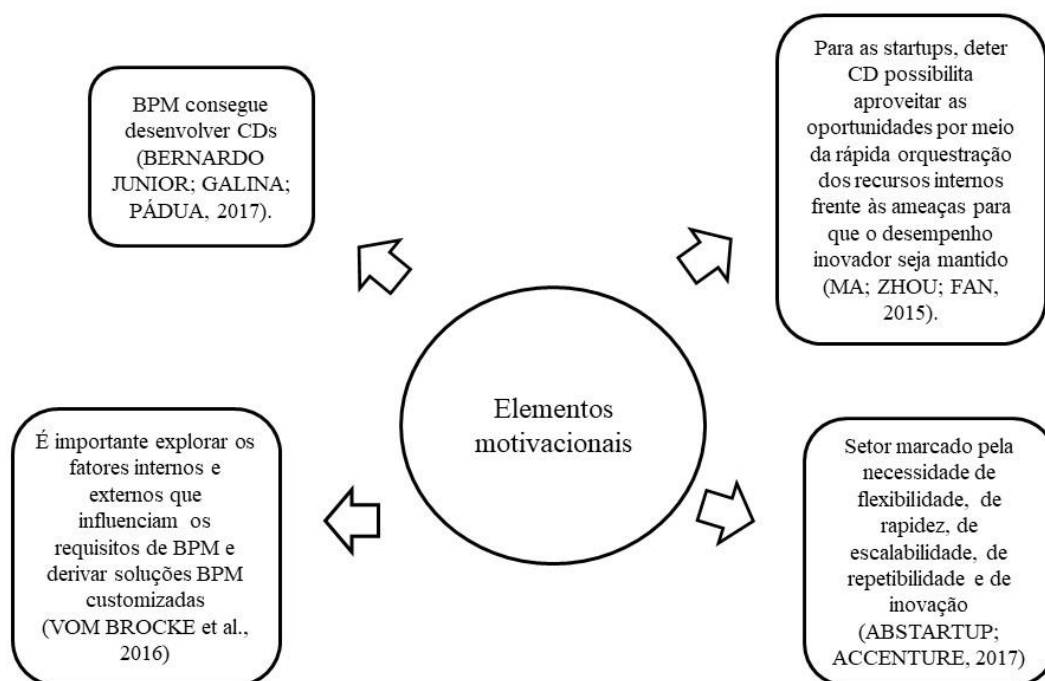 BPM consegue
desenvolver CDs
(BERNARDO
JUNIOR; GALINA;
PÁDUA, 2017).
Para as startups, deter
CD possibilita
aproveitar as
oportunidades por meio
da rápida orquestração
dos recursos internos
frente às ameaças para
que o desempenho
inovador seja mantido
(MA; ZHOU; FAN,
2015).
Elementos
motivacionais
É importante explorar os
fatores internos e
externos que
influenciam os
requisitos de BPM e
derivar soluções BPM
customizadas
(VOM BROCKE et al.,
2016)
Setor marcado pela
necessidade de
flexibilidade, de
rapidez, de
escalabilidade, de
repetibilidade e de
inovação
(ABSTARTUP;
ACCENTURE, 2017)